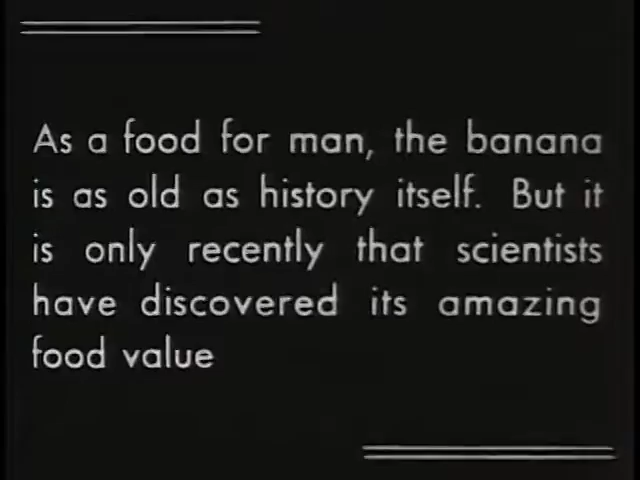 As a food for man, the banana
is as old as history itself. But it
is only recently that scientists
have discovered its amazing
food value